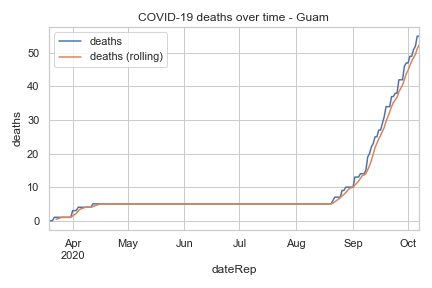 COVID-19 deaths over time - Guam
deaths
deaths (rolling)
deaths
50
40
30
20
10
0
Apr May Jun Jul Aug Sep Oct
2020
dateRep